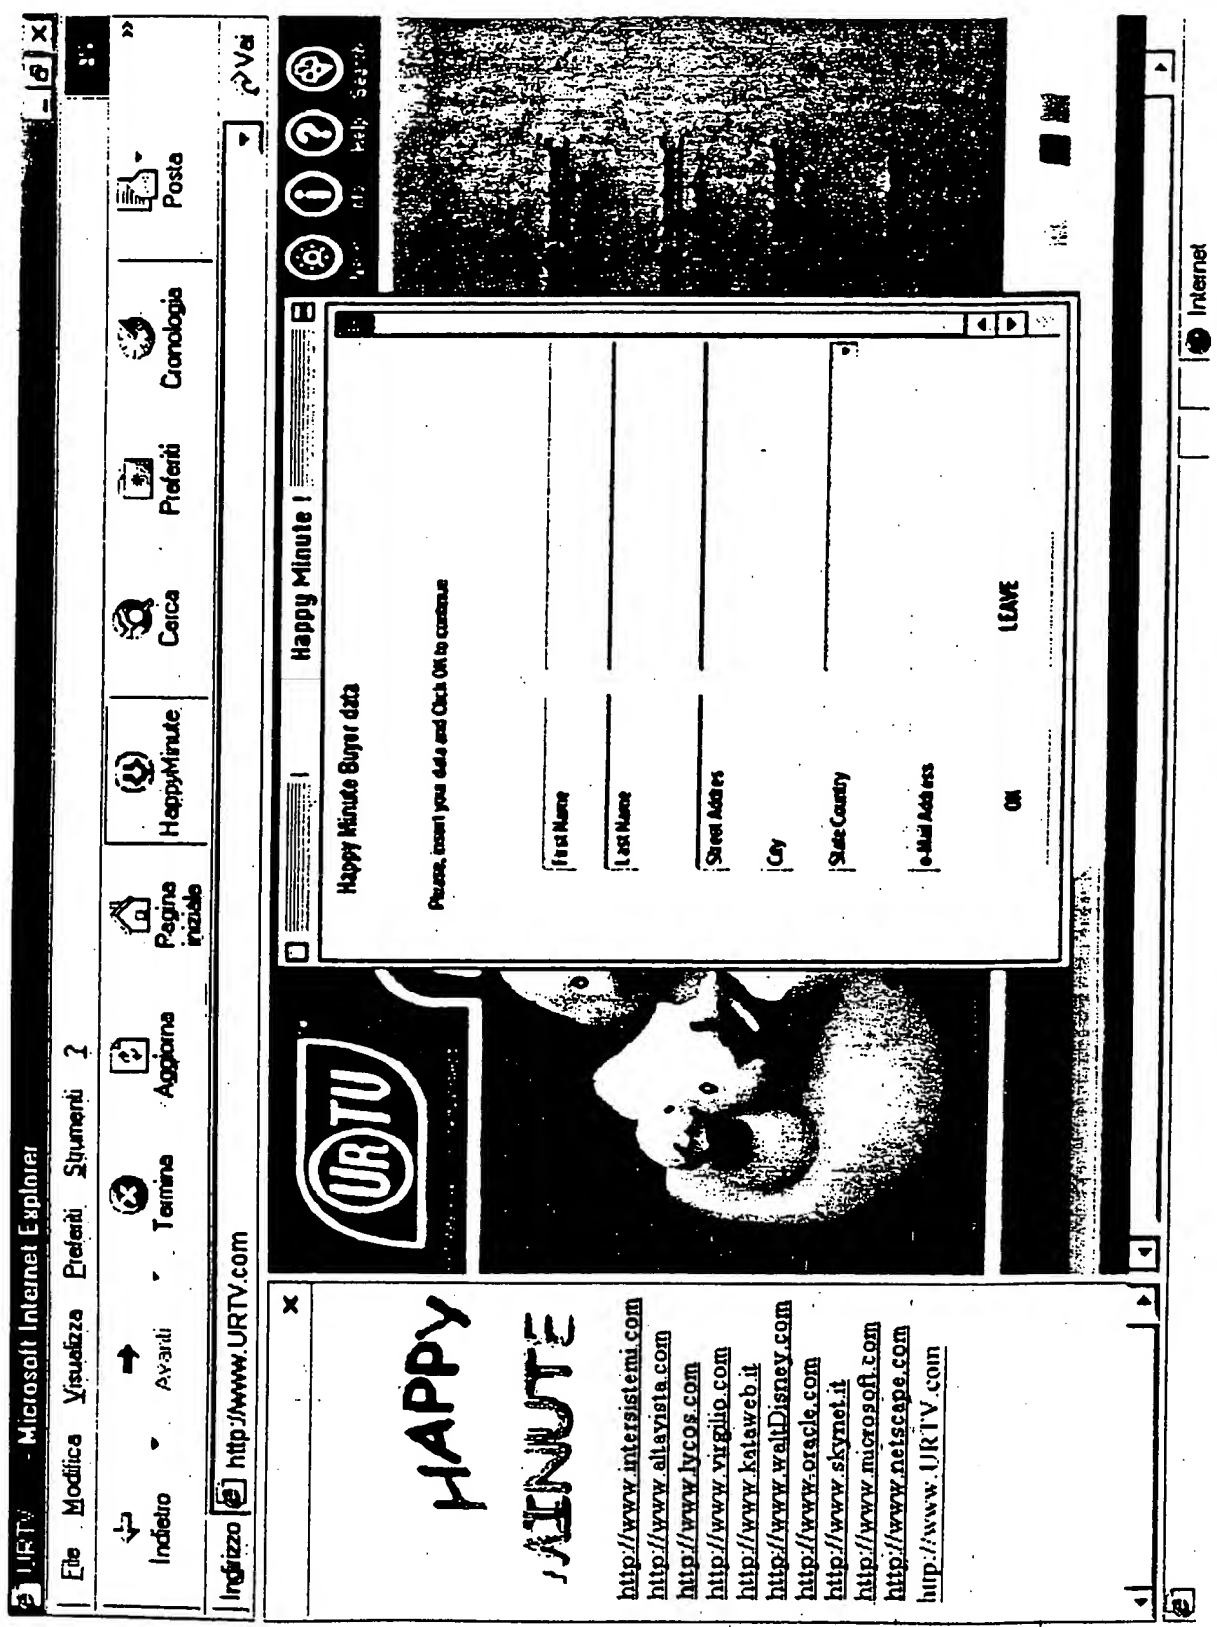 URTV - Microsoft Internet Explorer
File Modifica Visualizza Preferiti Strumenti ?
Indietro Avanti Termina Aggiorna Pagina iniziale HappyMinute Cerca Preferiti Cronologia Posta »
Indirizzo http://www.URTV.com Vai
HAPPY
MINUTE
http://www.intersistemi.com
http://www.altavista.com
http://www.lycos.com
http://www.virgilio.com
http://www.kataweb.it
http://www.waltDisney.com
http://www.oracle.com
http://www.skynet.it
http://www.microsoft.com
http://www.netscape.com
http://www.URTV.com
URTV
Help Search
Happy Minute !
Happy Minute Buyer data
Please, insert you data and Click OK to continue
First Name
Last Name
Street Addres
City
State Country
e-Mail Address
OK LEAVE
Internet